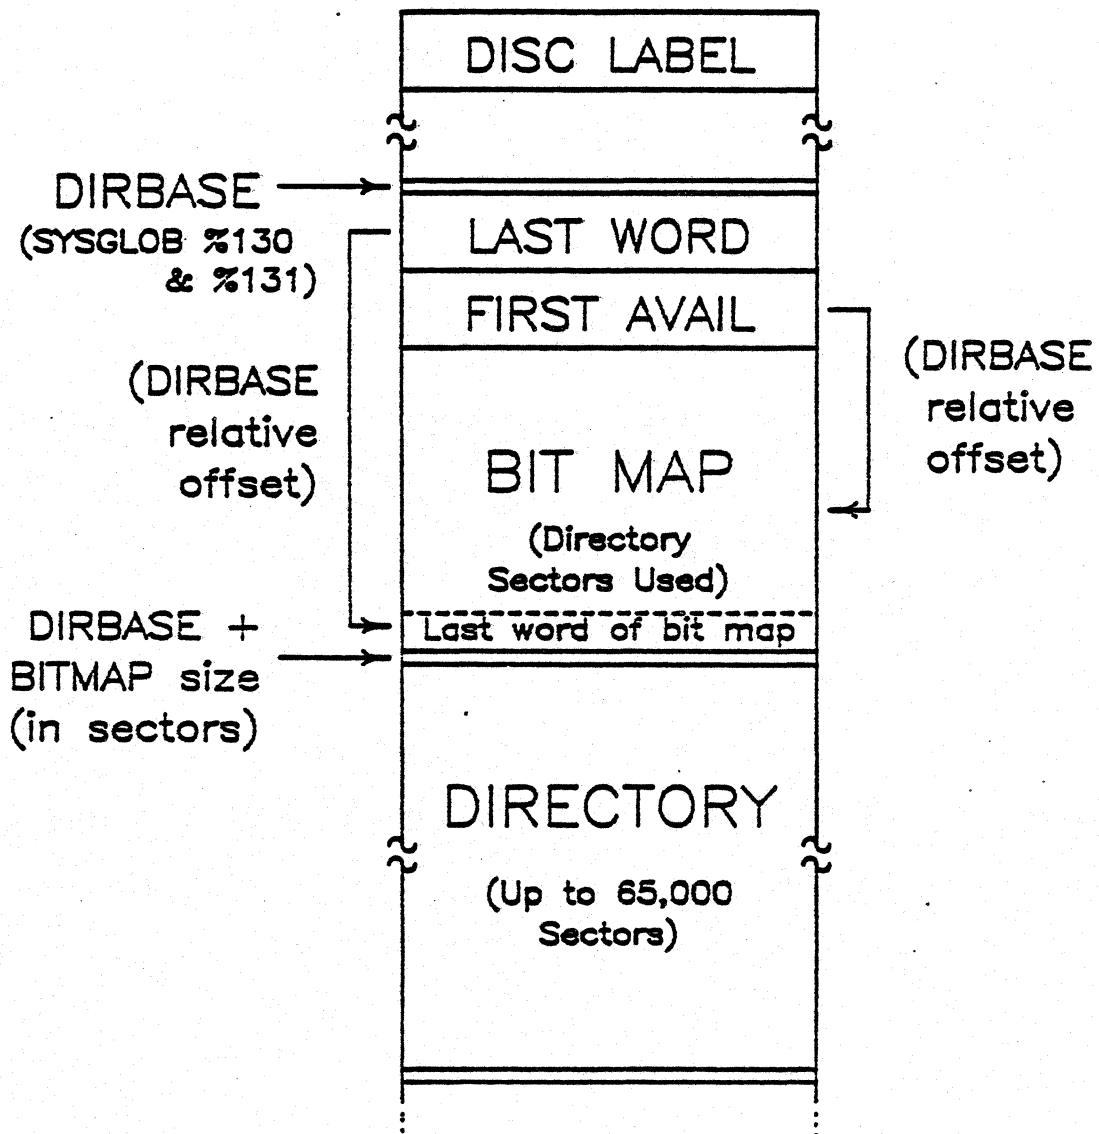 DISC LABEL
DIRBASE
(SYSGLOB %130
& %131)
LAST WORD
FIRST AVAIL
(DIRBASE
relative
offset)
(DIRBASE
relative
offset)
BIT MAP
(Directory
Sectors Used)
Last word of bit map
DIRBASE +
BITMAP size
(in sectors)
DIRECTORY
(Up to 65,000
Sectors)